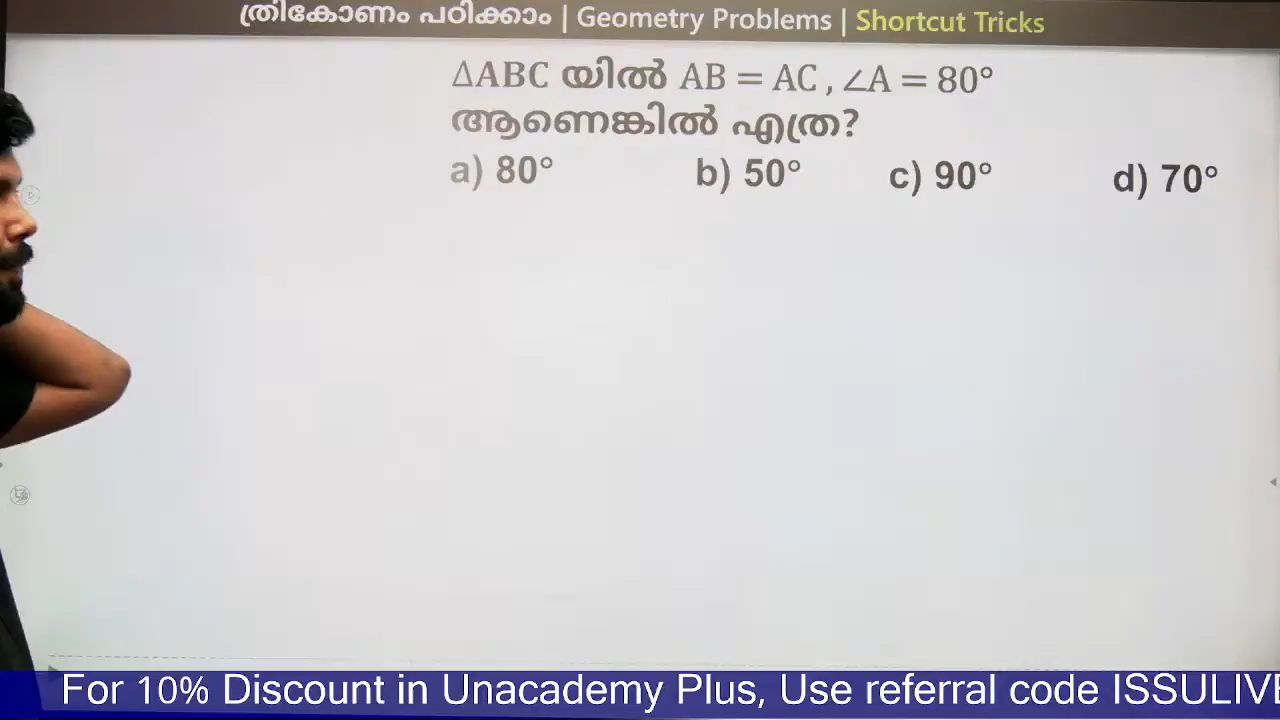 ത്രികോണം പഠിക്കാം | Geometry Problems | Shortcut Tricks
ΔABC യിൽ AB = AC , ∠A = 80°
ആണെങ്കിൽ എത്ര?
a) 80° b) 50° c) 90° d) 70°
For 10% Discount in Unacademy Plus, Use referral code ISSULIVE